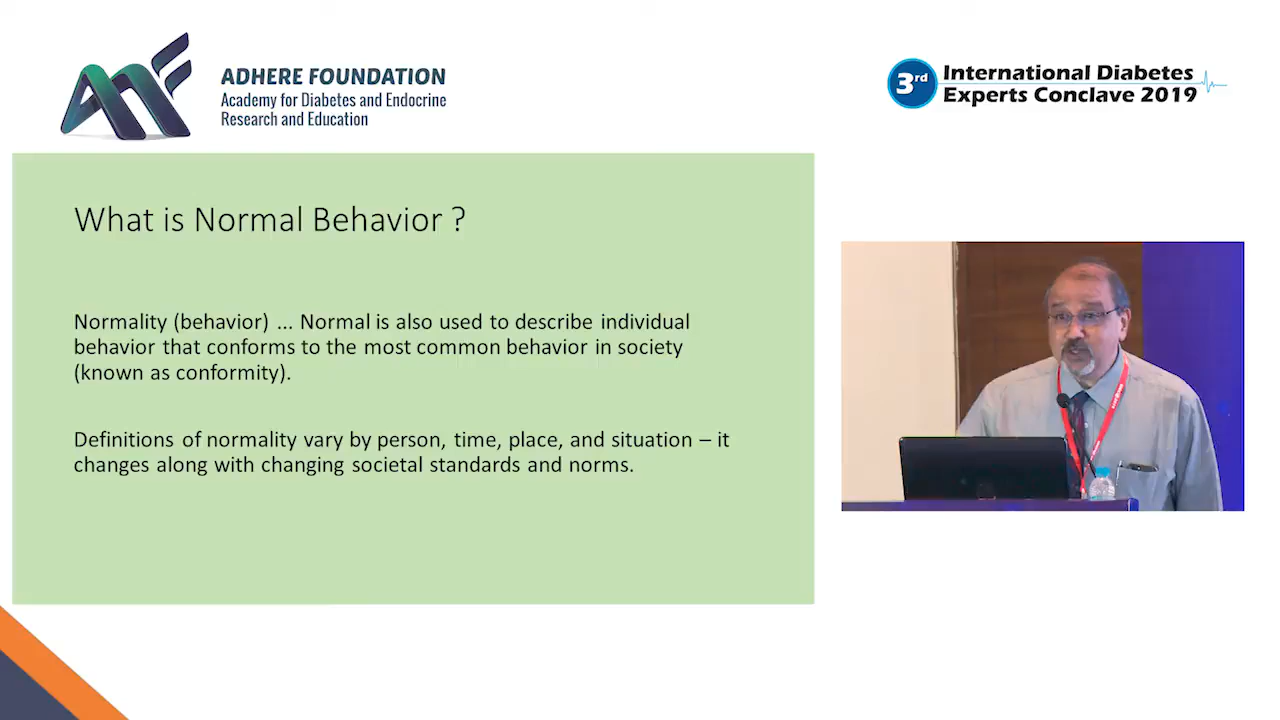 ADHERE FOUNDATION
Academy for Diabetes and Endocrine
Research and Education
3rd
International Diabetes
Experts Conclave 2019
What is Normal Behavior ?
Normality (behavior) ... Normal is also used to describe individual
behavior that conforms to the most common behavior in society
(known as conformity).
Definitions of normality vary by person, time, place, and situation – it
changes along with changing societal standards and norms.